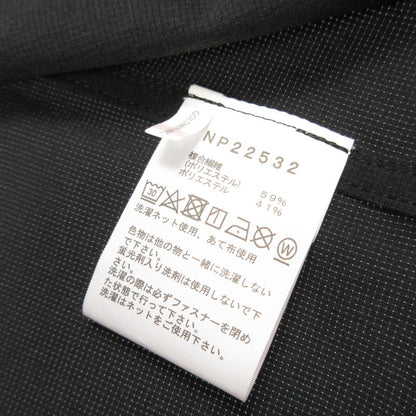 NP22532
複合繊維
(ポリエステル) 59%
ポリエステル 41%
30
W
洗濯ネット使用、あて布使用
色物は他の物と一緒に洗濯しない
蛍光剤入り洗剤は使用しないで下さい。
洗濯の際は必ずファスナーを閉め
た状態で行って下さい。
洗濯はネットをご使用下さい。